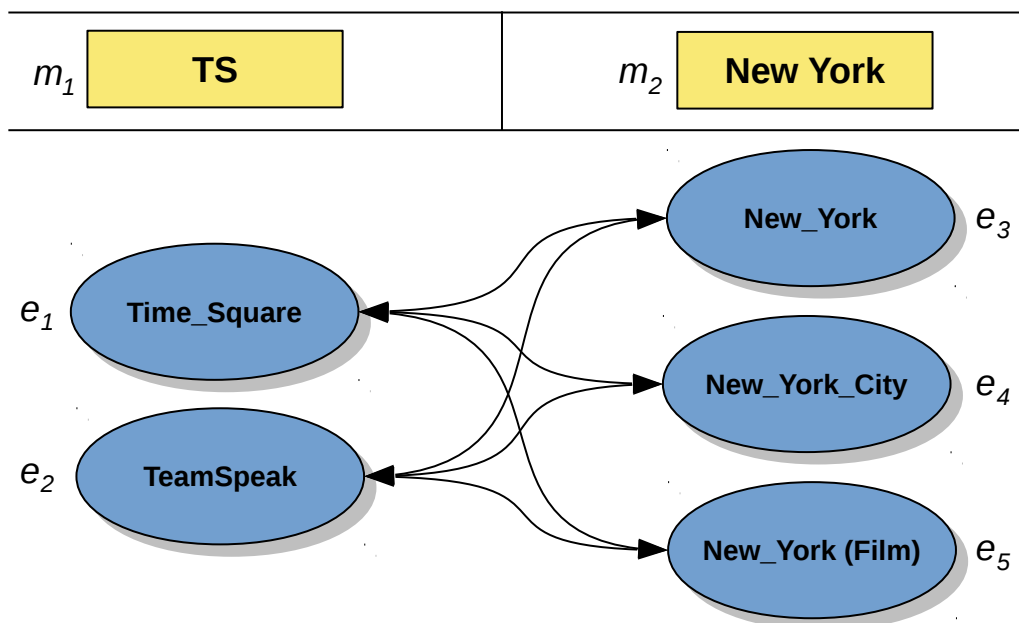 m1 TS
m2 New York
New_York e3
e1 Time_Square
New_York_City e4
e2 TeamSpeak
New_York (Film) e5